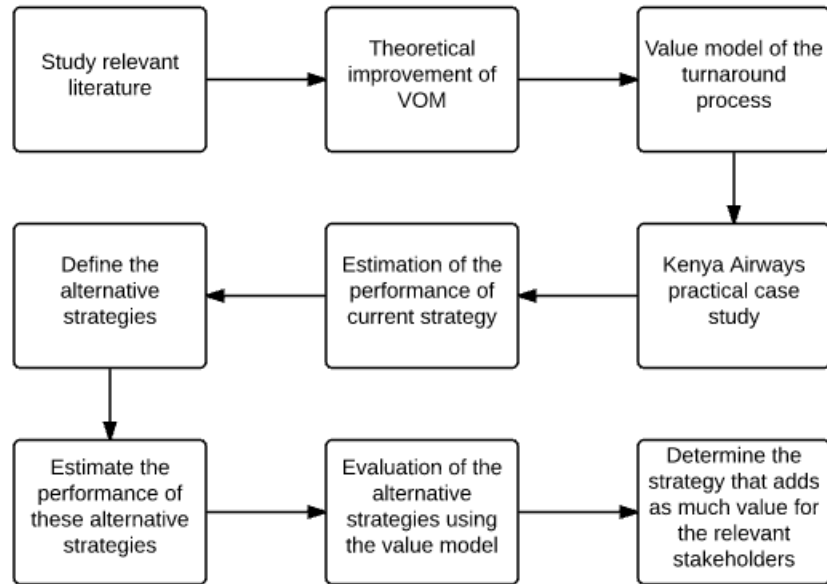 Study relevant
literature
Theoretical
improvement of
VOM
Value model of the
turnaround
process
Kenya Airways
practical case
study
Estimation of the
performance of
current strategy
Define the
alternative
strategies
Estimate the
performance of
these alternative
strategies
Evaluation of the
alternative
strategies using
the value model
Determine the
strategy that adds
as much value for
the relevant
stakeholders